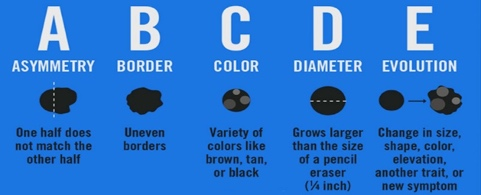 A B C D E
ASYMMETRY BORDER COLOR DIAMETER EVOLUTION
One half does
not match the
other half
Uneven
borders
Variety of
colors like
brown, tan,
or black
Grows larger
than the size
of a pencil
eraser
(¼ inch)
Change in size,
shape, color,
elevation,
another trait, or
new symptom